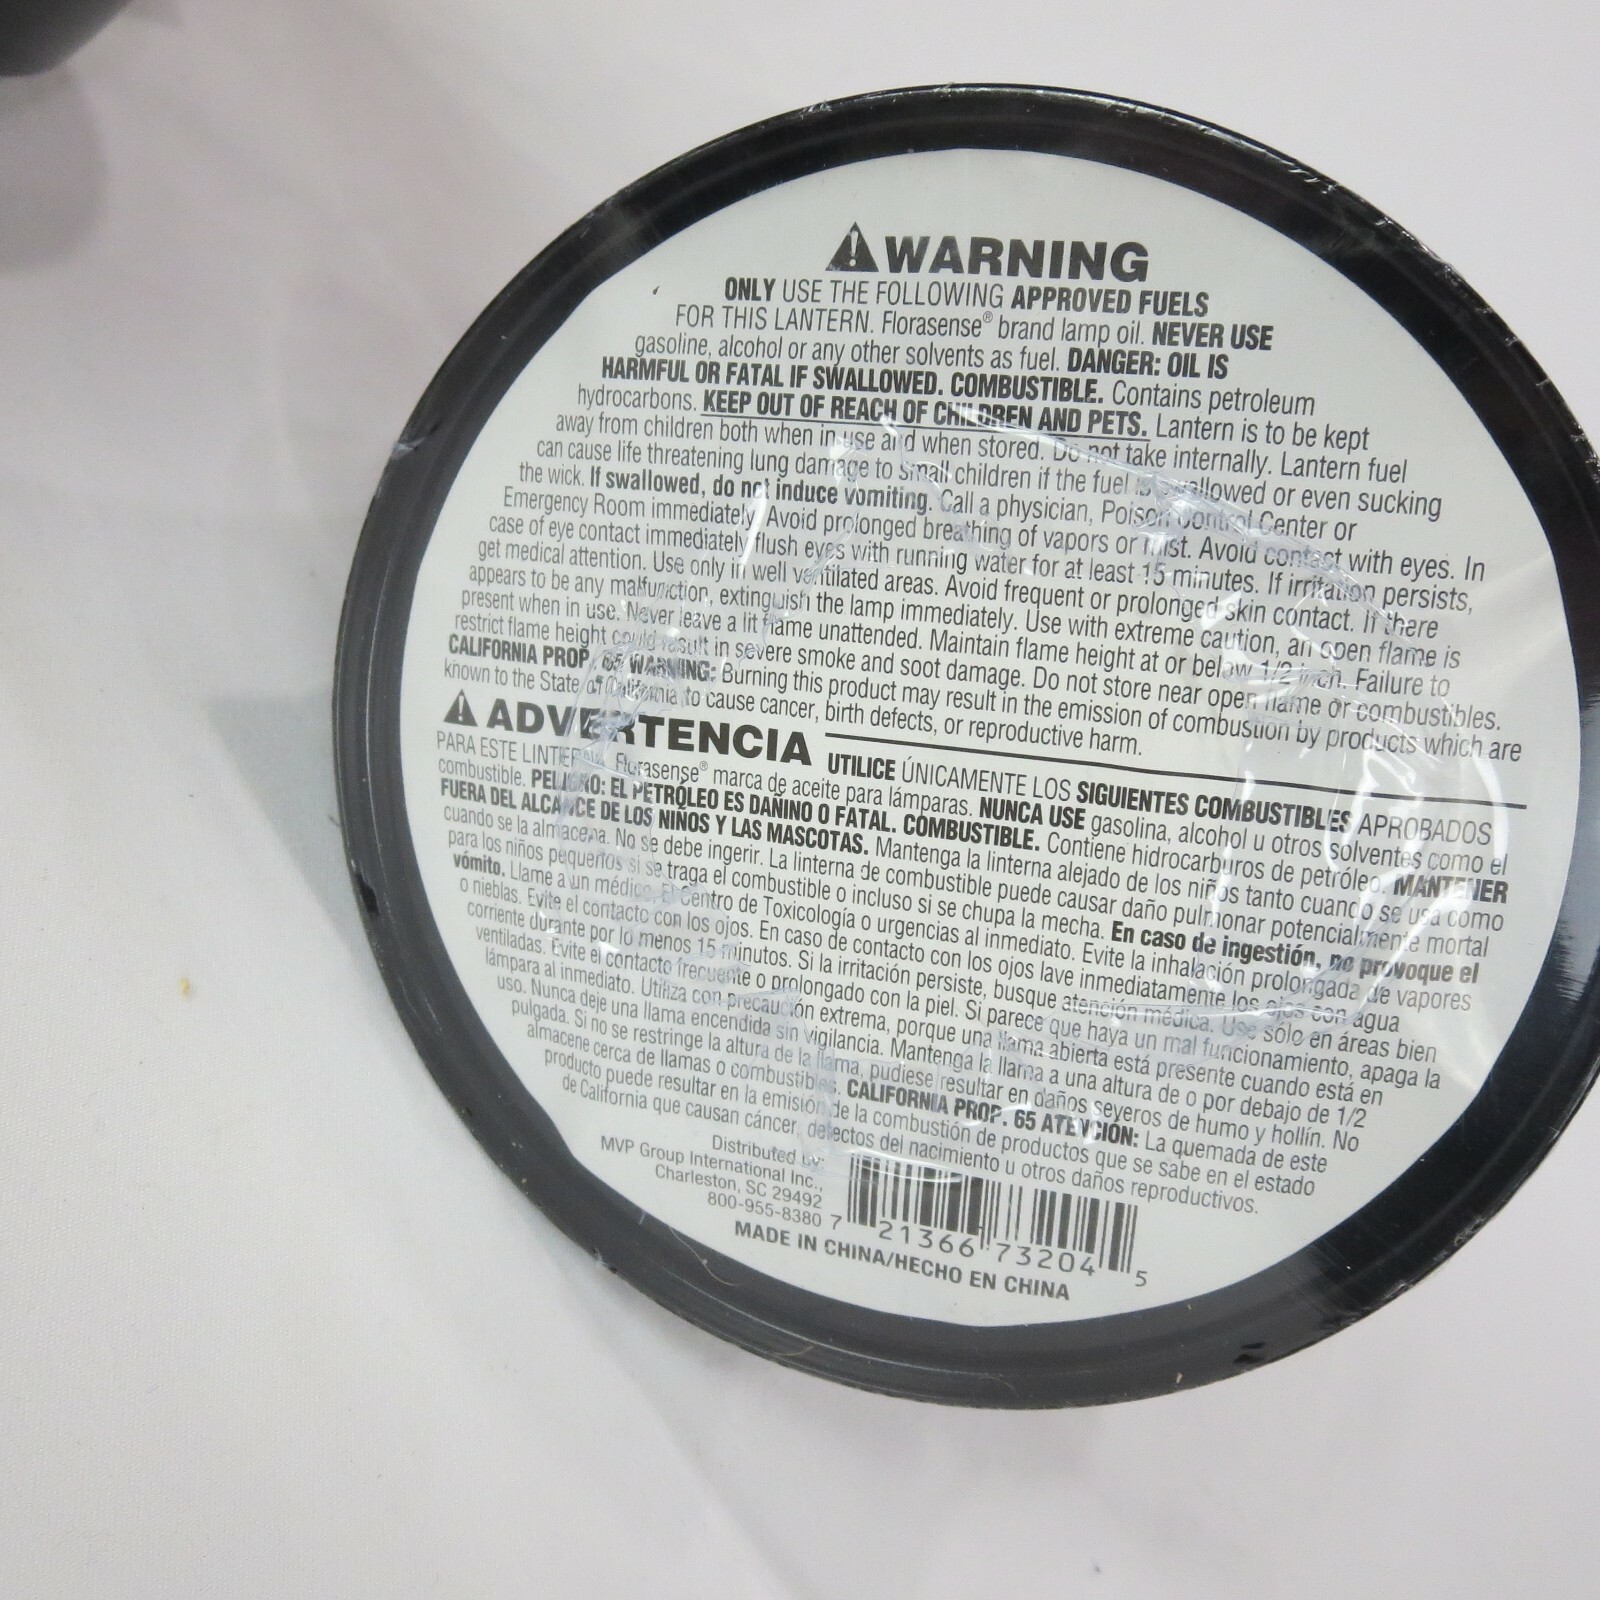 WARNING
ONLY USE THE FOLLOWING APPROVED FUELS
FOR THIS LANTERN. Florasense® brand lamp oil. NEVER USE
gasoline, alcohol or any other solvents as fuel. DANGER: OIL IS
HARMFUL OR FATAL IF SWALLOWED. COMBUSTIBLE. Contains petroleum
hydrocarbons. KEEP OUT OF REACH OF CHILDREN AND PETS. Lantern is to be kept
away from children both when in use and when stored. Do not take internally. Lantern fuel
can cause life threatening lung damage to small children if the fuel is swallowed or even sucking
the wick. If swallowed, do not induce vomiting. Call a physician, Poison Control Center or
Emergency Room immediately. Avoid prolonged breathing of vapors or mist. Avoid contact with eyes. In
case of eye contact immediately flush eyes with running water for at least 15 minutes. If irritation persists,
get medical attention. Use only in well ventilated areas. Avoid frequent or prolonged skin contact. If there
appears to be any malfunction, extinguish the lamp immediately. Use with extreme caution, an open flame is
present when in use. Never leave a lit flame unattended. Maintain flame height at or below 1/2 inch. Failure to
restrict flame height could result in severe smoke and soot damage. Do not store near open flame or combustibles.
CALIFORNIA PROP. 65 WARNING: Burning this product may result in the emission of combustion by products which are
known to the State of California to cause cancer, birth defects, or reproductive harm.
ADVERTENCIA UTILICE ÚNICAMENTE LOS SIGUIENTES COMBUSTIBLES APROBADOS
PARA ESTE LINTERNA. Florasense® marca de aceite para lámparas. NUNCA USE gasolina, alcohol u otros solventes como el
combustible. PELIGRO: EL PETRÓLEO ES DAÑINO O FATAL. COMBUSTIBLE. Contiene hidrocarburos de petróleo. MANTENER
FUERA DEL ALCANCE DE LOS NIÑOS Y LAS MASCOTAS. Mantenga la linterna alejado de los niños tanto cuando se usa como
cuando se la almacena. No se debe ingerir. La linterna de combustible puede causar daño pulmonar potencialmente mortal
para los niños pequeños si se traga el combustible o incluso si se chupa la mecha. En caso de ingestión, no provoque el
vómito. Llame a un médico, El Centro de Toxicología o urgencias al inmediato. Evite la inhalación prolongada de vapores
o nieblas. Evite el contacto con los ojos. En caso de contacto con los ojos lave inmediatamente los ojos con agua
corriente durante por lo menos 15 minutos. Si la irritación persiste, busque atención médica. Use sólo en áreas bien
ventiladas. Evite el contacto frecuente o prolongado con la piel. Si parece que haya un mal funcionamiento, apaga la
lámpara al inmediato. Utiliza con precaución extrema, porque una llama abierta está presente cuando está en
uso. Nunca deje una llama encendida sin vigilancia. Mantenga la llama a una altura de o por debajo de 1/2
pulgada. Si no se restringe la altura de la llama, pudiese resultar en daños severos de humo y hollín. No
almacene cerca de llamas o combustibles. CALIFORNIA PROP. 65 ATENCIÓN: La quemada de este
producto puede resultar en la emisión de la combustión de productos que se sabe en el estado
de California que causan cáncer, defectos del nacimiento u otros daños reproductivos.
Distributed by:
MVP Group International Inc.,
Charleston, SC 29492
800-955-8380
7 21366 73204 5
MADE IN CHINA/HECHO EN CHINA